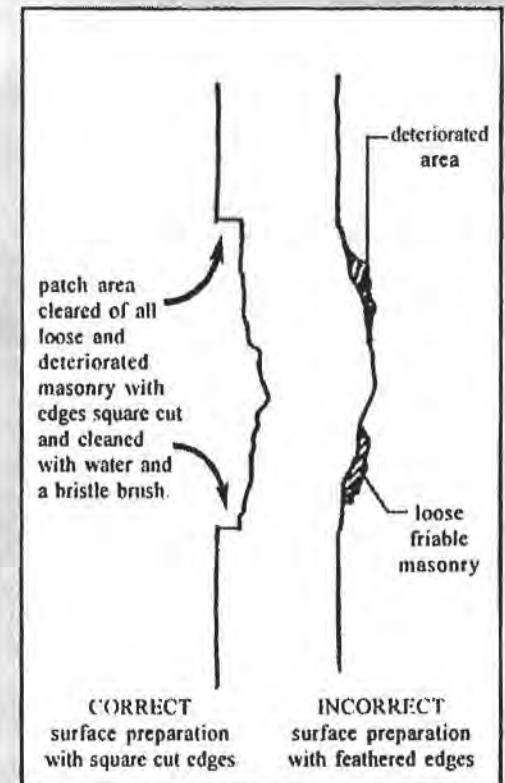 deteriorated
area
patch area
cleared of all
loose and
deteriorated
masonry with
edges square cut
and cleaned
with water and
a bristle brush.
loose
friable
masonry
CORRECT
surface preparation
with square cut edges
INCORRECT
surface preparation
with feathered edges